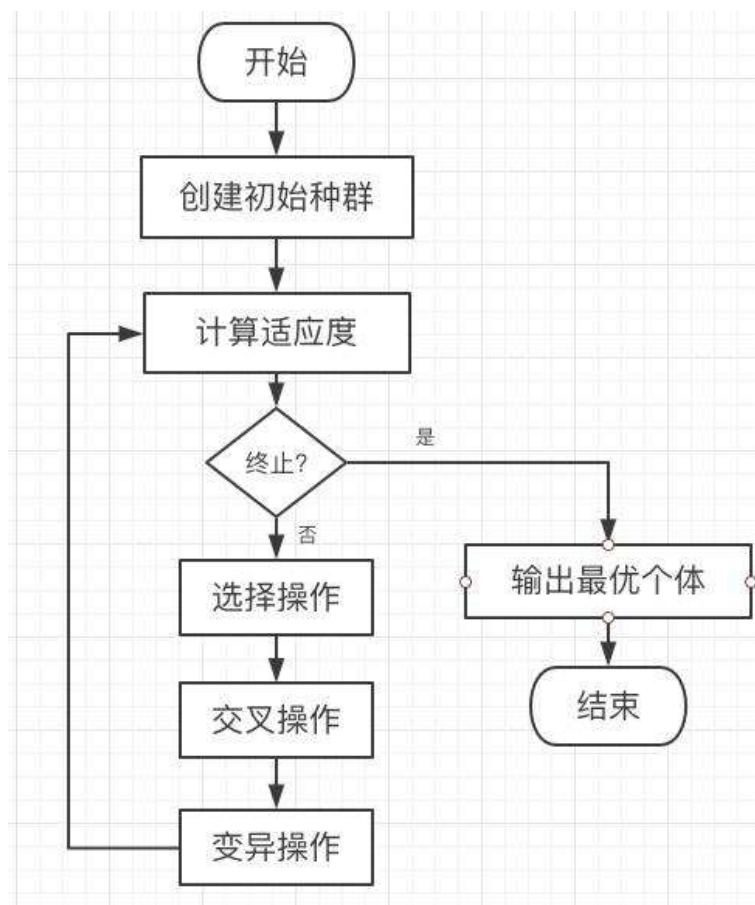 开始
创建初始种群
计算适应度
终止?
是
否
选择操作
输出最优个体
交叉操作
结束
变异操作